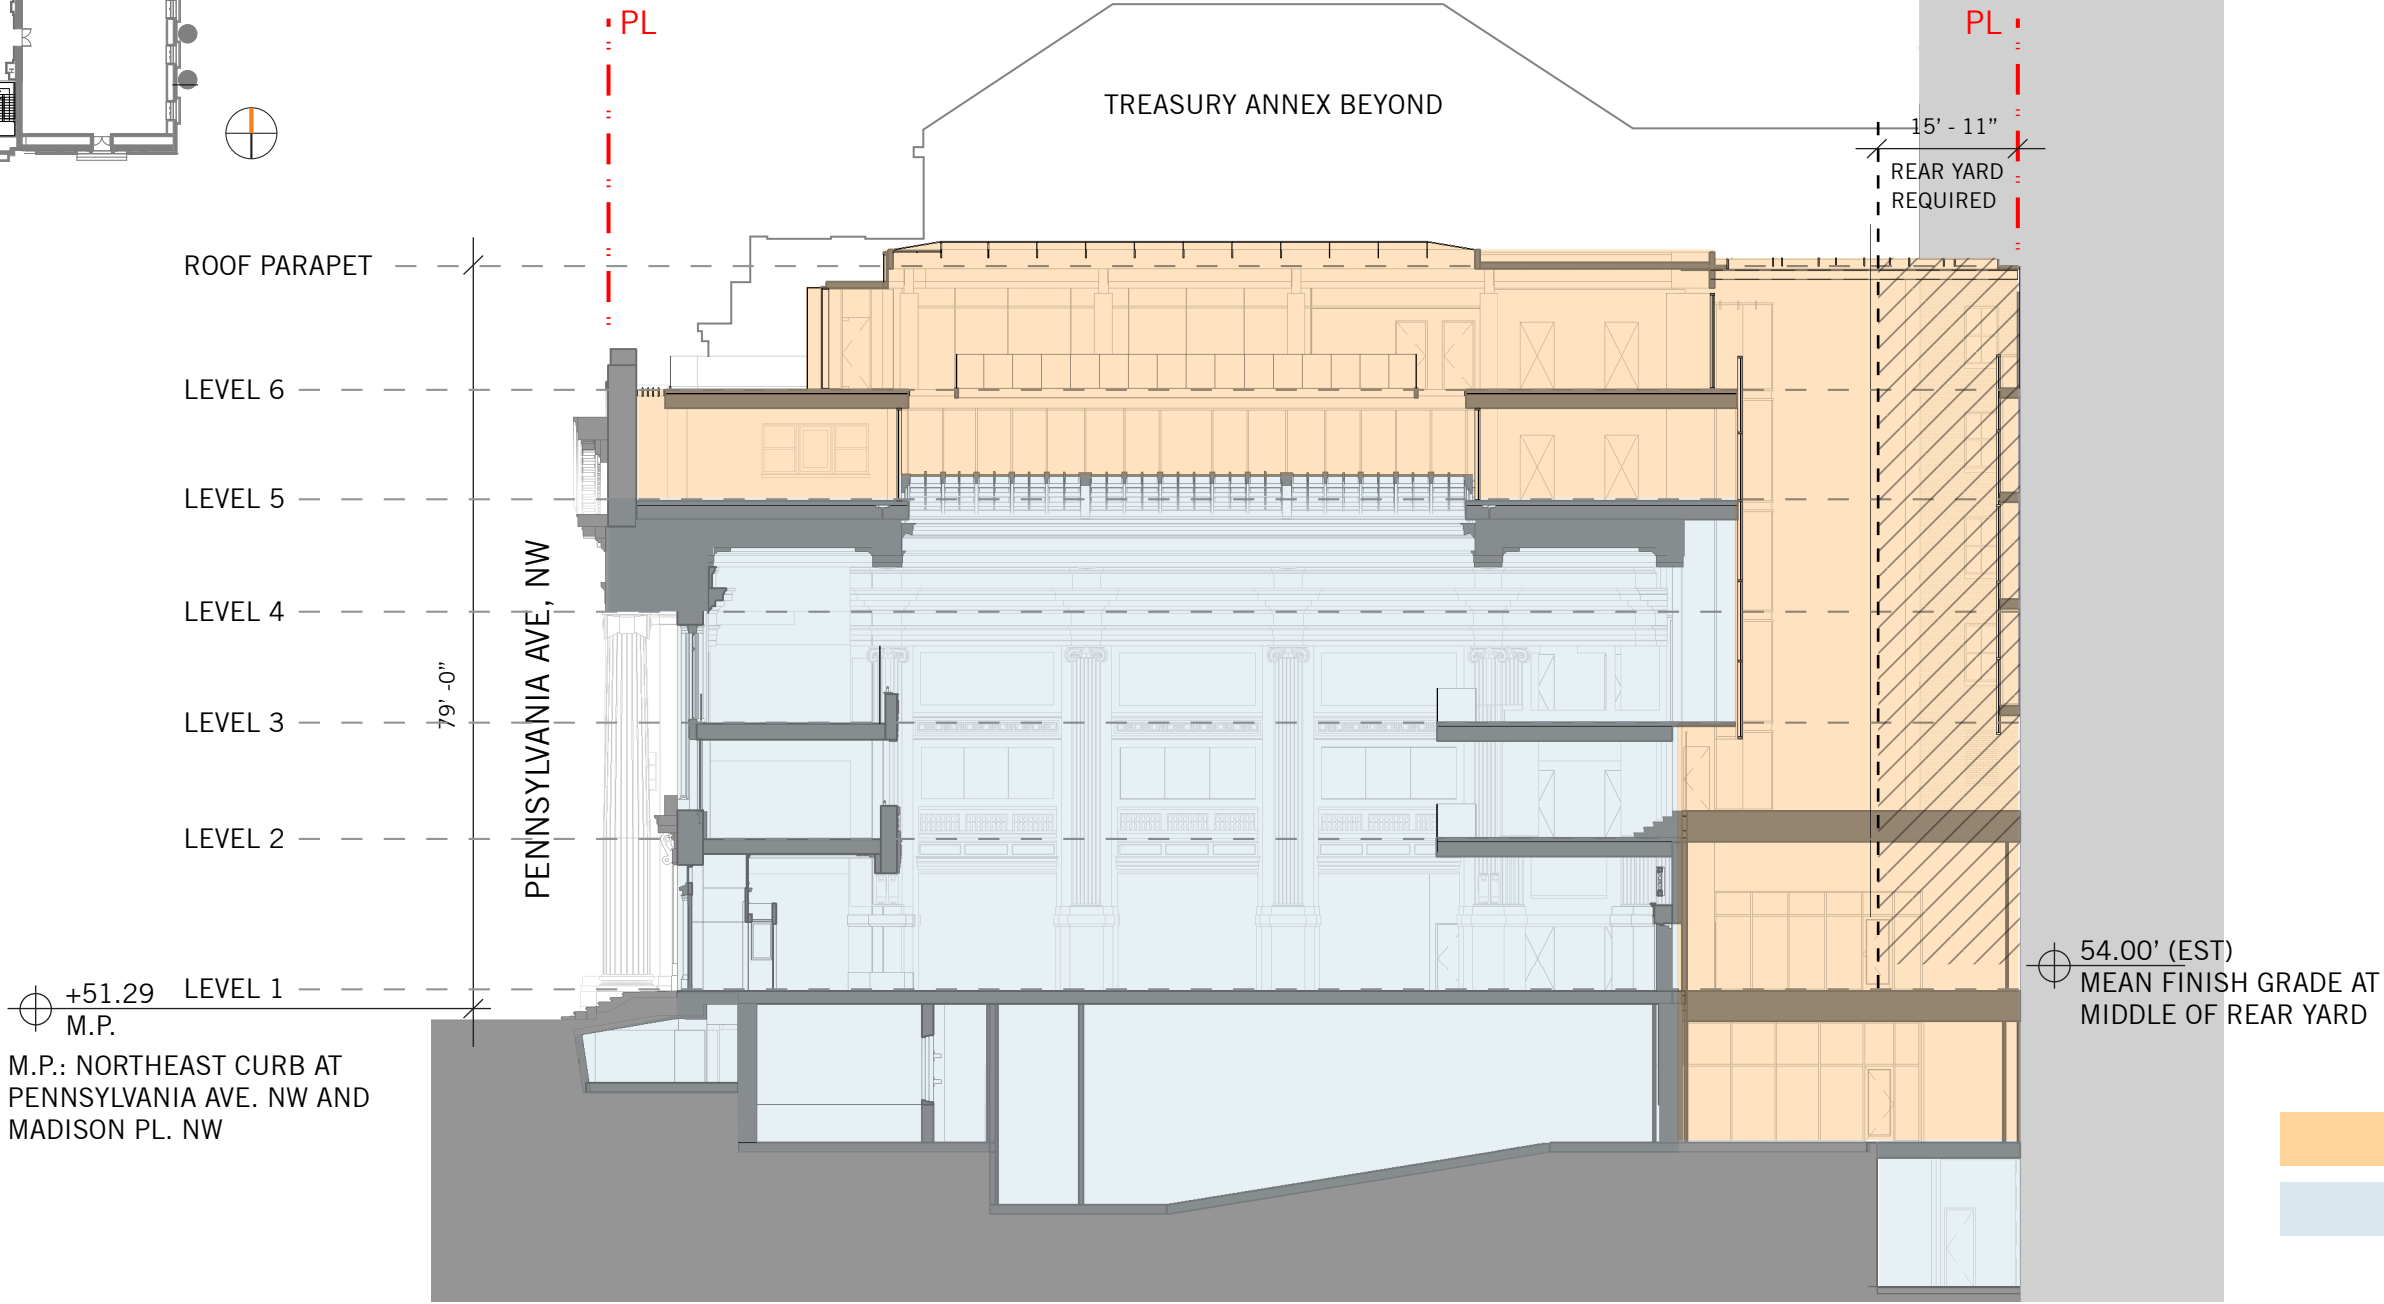 PL
PL
TREASURY ANNEX BEYOND
15’ - 11”
REAR YARD
REQUIRED
ROOF PARAPET
LEVEL 6
LEVEL 5
LEVEL 4
LEVEL 3
LEVEL 2
LEVEL 1
79’ -0”
PENNSYLVANIA AVE, NW
+51.29
M.P.
M.P.: NORTHEAST CURB AT
PENNSYLVANIA AVE. NW AND
MADISON PL. NW
54.00’ (EST)
MEAN FINISH GRADE AT
MIDDLE OF REAR YARD